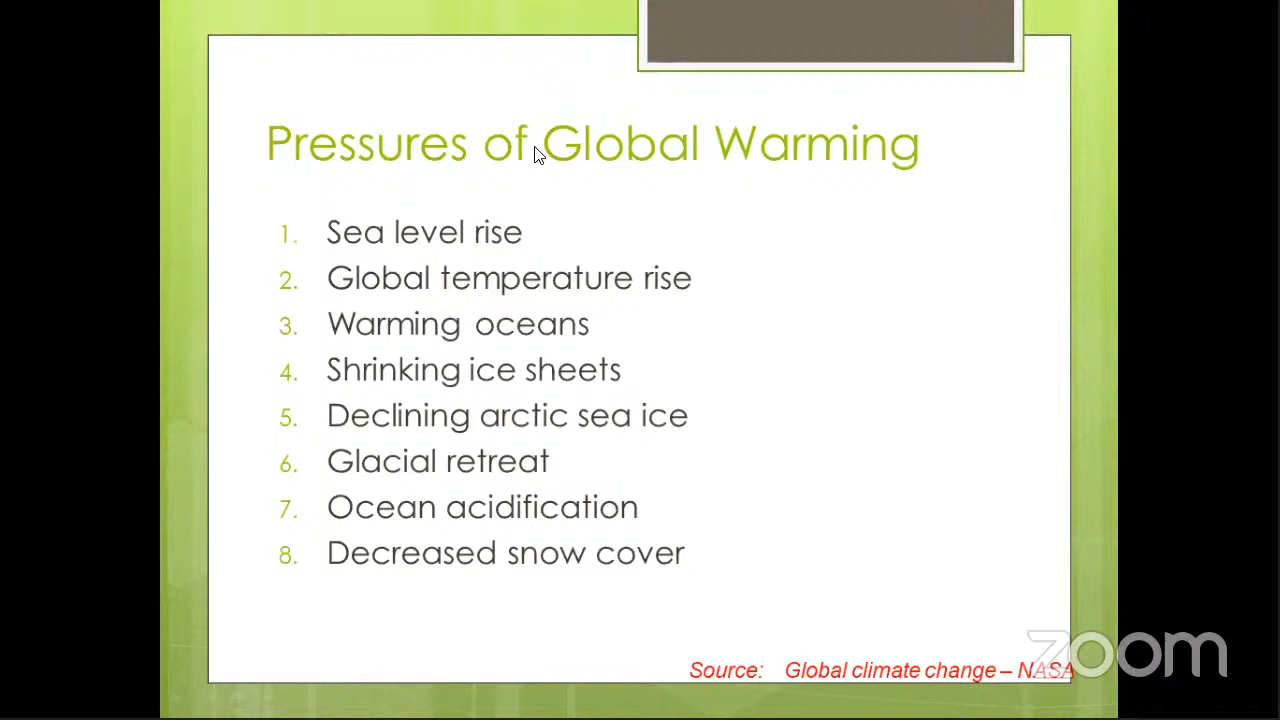 Pressures of Global Warming
1. Sea level rise
2. Global temperature rise
3. Warming oceans
4. Shrinking ice sheets
5. Declining arctic sea ice
6. Glacial retreat
7. Ocean acidification
8. Decreased snow cover
Source: Global climate change – NASA
zoom